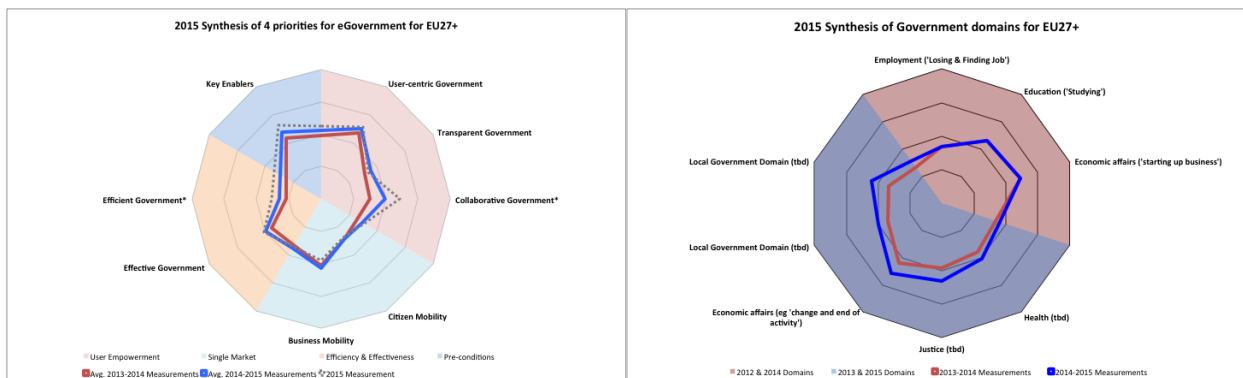 2015 Synthesis of 4 priorities for eGovernment for EU27+
Key Enablers
User-centric Government
Transparent Government
Efficient Government*
Collaborative Government*
Effective Government
Citizen Mobility
Business Mobility
User Empowerment
Single Market
Efficiency & Effectiveness
Pre-conditions
Avg. 2013-2014 Measurements
Avg. 2014-2015 Measurements
2015 Measurement
2015 Synthesis of Government domains for EU27+
Employment ('Losing & Finding Job')
Education ('Studying')
Local Government Domain (tbd)
Economic affairs ('starting up business')
Local Government Domain (tbd)
Economic affairs (eg 'change and end of
activity')
Health (tbd)
Justice (tbd)
2012 & 2014 Domains
2013 & 2015 Domains
2013-2014 Measurements
2014-2015 Measurements